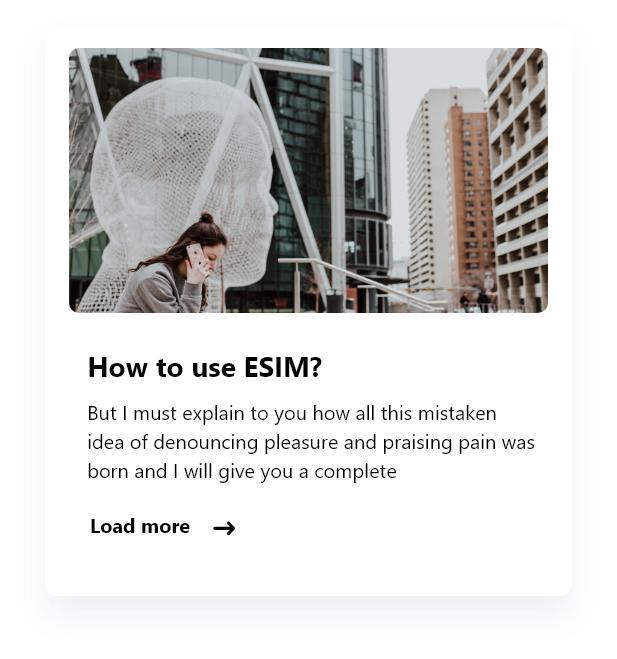 How to use ESIM?
But I must explain to you how all this mistaken
idea of denouncing pleasure and praising pain was
born and I will give you a complete
Load more →